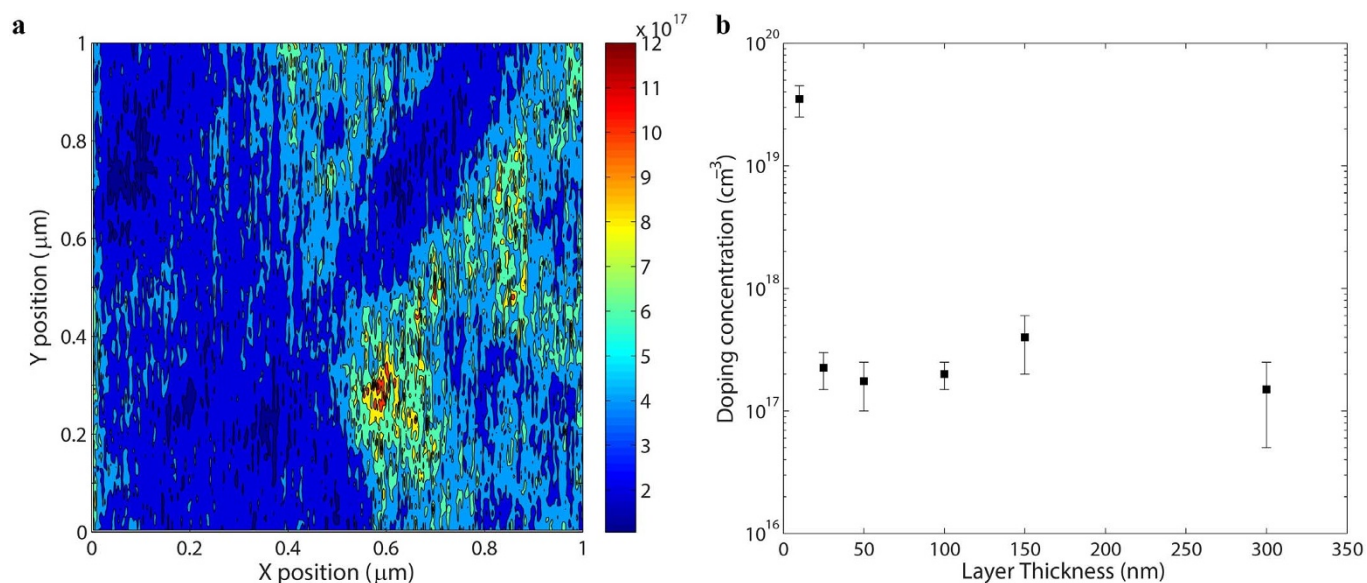 a
x 10^17
1
0.8
0.6
0.4
0.2
0
Y position (μm)
0 0.2 0.4 0.6 0.8 1
X position (μm)
12
11
10
9
8
7
6
5
4
3
2
b
10^20
10^19
10^18
10^17
10^16
Doping concentration (cm^-3)
0 50 100 150 200 250 300 350
Layer Thickness (nm)